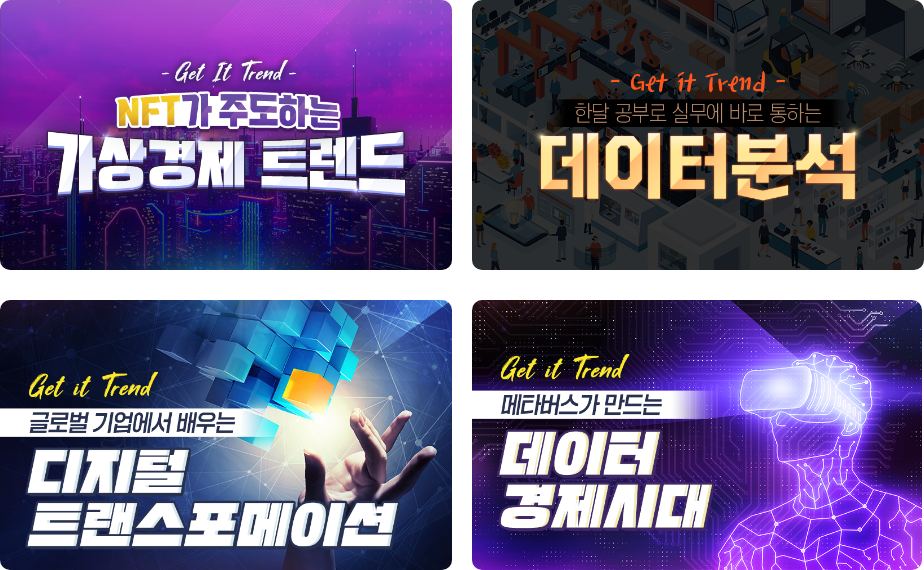 - Get It Trend -
NFT가 주도하는
가상경제 트렌드
- Get it Trend -
한달 공부로 실무에 바로 통하는
데이터분석
Get it Trend
글로벌 기업에서 배우는
디지털
트랜스포메이션
Get it Trend
메타버스가 만드는
데이터
경제시대